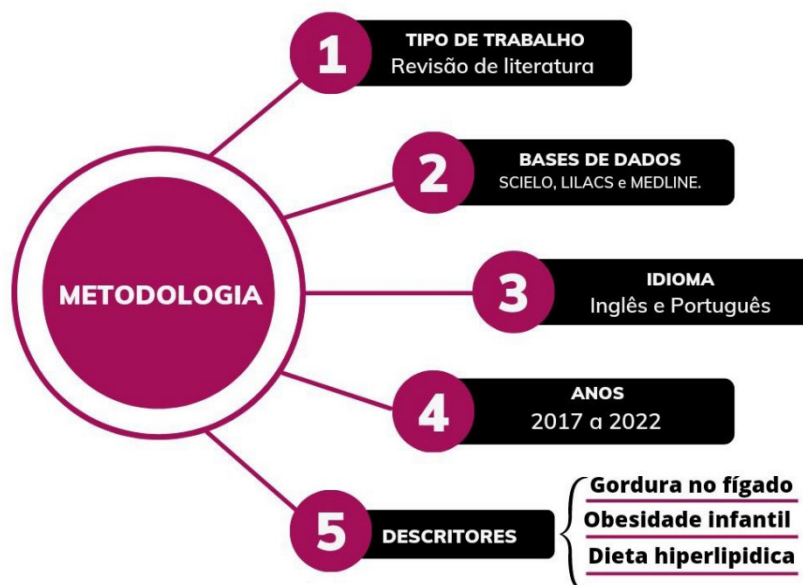 METODOLOGIA
1
TIPO DE TRABALHO
Revisão de literatura
2
BASES DE DADOS
SCIELO, LILACS e MEDLINE.
3
IDIOMA
Inglês e Português
4
ANOS
2017 a 2022
5
DESCRITORES
Gordura no fígado
Obesidade infantil
Dieta hiperlipidica